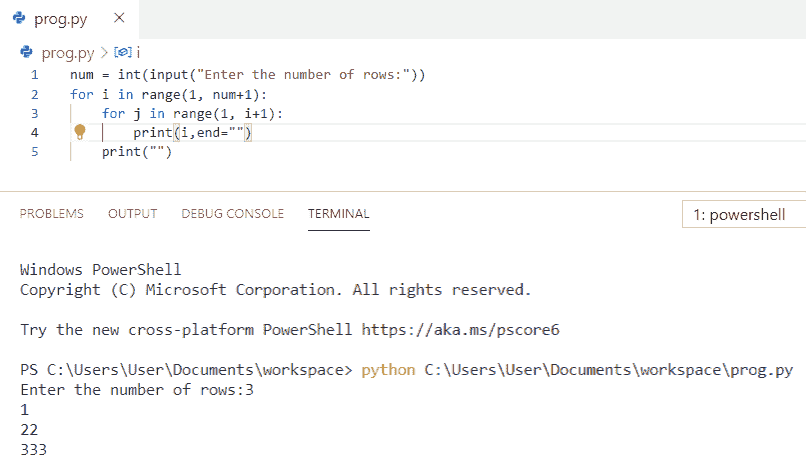 prog.py ×
prog.py > i
1 num = int(input("Enter the number of rows:"))
2 for i in range(1, num+1):
3 for j in range(1, i+1):
4 print(i,end="")
5 print("")
PROBLEMS OUTPUT DEBUG CONSOLE TERMINAL 1: powershell
Windows PowerShell
Copyright (C) Microsoft Corporation. All rights reserved.
Try the new cross-platform PowerShell https://aka.ms/pscore6
PS C:\Users\User\Documents\workspace> python C:\Users\User\Documents\workspace\prog.py
Enter the number of rows:3
1
22
333